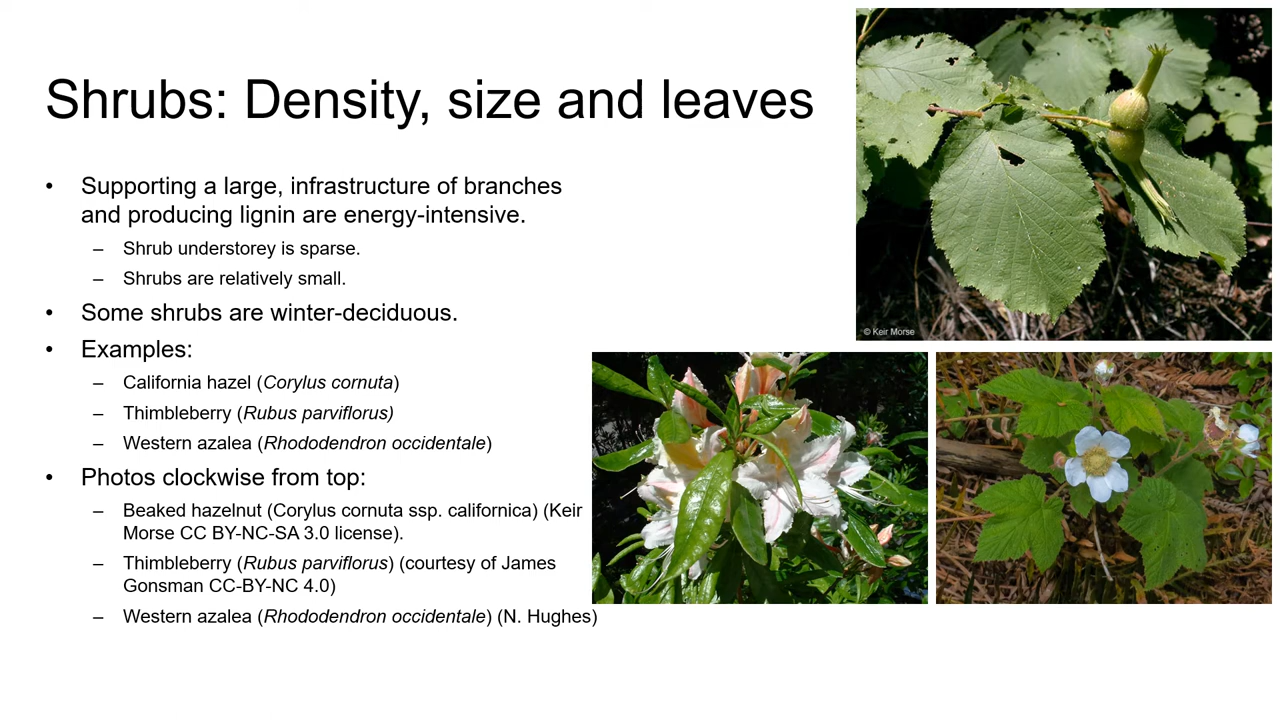 Shrubs: Density, size and leaves
• Supporting a large, infrastructure of branches
and producing lignin are energy-intensive.
– Shrub understorey is sparse.
– Shrubs are relatively small.
• Some shrubs are winter-deciduous.
• Examples:
– California hazel (Corylus cornuta)
– Thimbleberry (Rubus parviflorus)
– Western azalea (Rhododendron occidentale)
• Photos clockwise from top:
– Beaked hazelnut (Corylus cornuta ssp. californica) (Keir
Morse CC BY-NC-SA 3.0 license).
– Thimbleberry (Rubus parviflorus) (courtesy of James
Gonsman CC-BY-NC 4.0)
– Western azalea (Rhododendron occidentale) (N. Hughes)
© Keir Morse